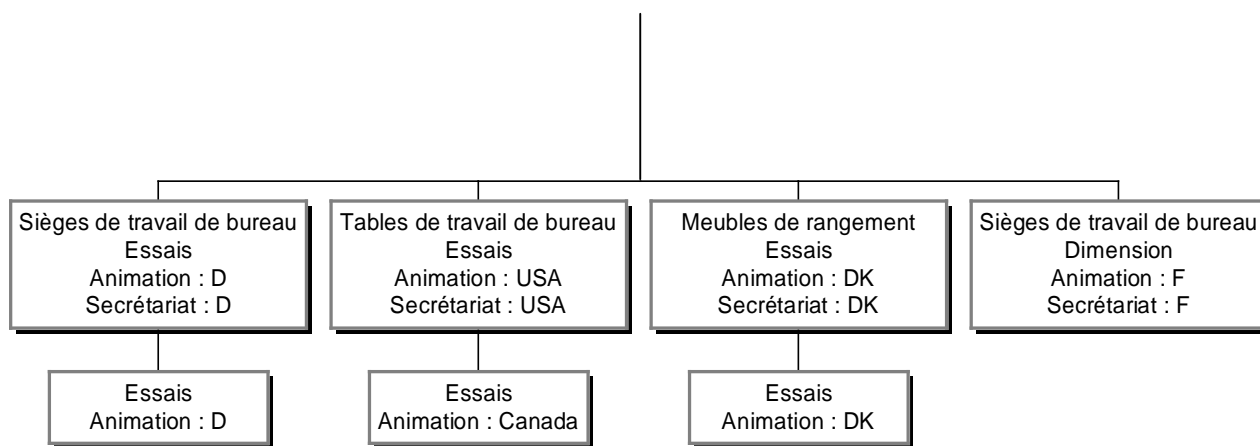 Sièges de travail de bureau
Essais
Animation : D
Secrétariat : D
Tables de travail de bureau
Essais
Animation : USA
Secrétariat : USA
Meubles de rangement
Essais
Animation : DK
Secrétariat : DK
Sièges de travail de bureau
Dimension
Animation : F
Secrétariat : F
Essais
Animation : D
Essais
Animation : Canada
Essais
Animation : DK